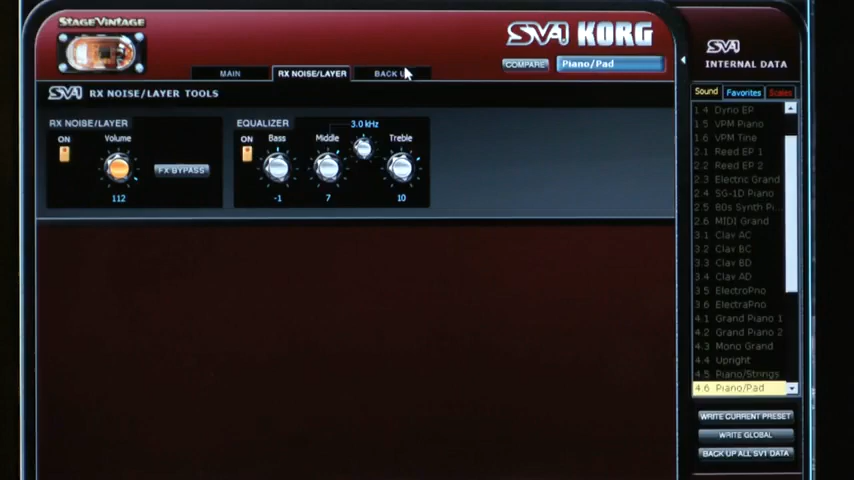 StageVintage
SV1 KORG
COMPARE
Piano/Pad
MAIN
RX NOISE/LAYER
BACK U
SV1 RX NOISE/LAYER TOOLS
RX NOISE/LAYER
ON
Volume
112
FX BYPASS
EQUALIZER
ON
Bass
-1
Middle
7
3.0 kHz
Treble
10
SV1
INTERNAL DATA
Sound
Favorites
Scales
1.4 Dyno EP
1.5 VPM Piano
1.6 VPM Tine
2.1 Reed EP 1
2.2 Reed EP 2
2.3 Electric Grand
2.4 SG-1D Piano
2.5 80s Synth Pi...
2.6 MIDI Grand
3.1 Clav AC
3.2 Clav BC
3.3 Clav BD
3.4 Clav AD
3.5 ElectroPno
3.6 ElectraPno
4.1 Grand Piano 1
4.2 Grand Piano 2
4.3 Mono Grand
4.4 Upright
4.5 Piano/Strings
4.6 Piano/Pad
WRITE CURRENT PRESET
WRITE GLOBAL
BACK UP ALL SV1 DATA